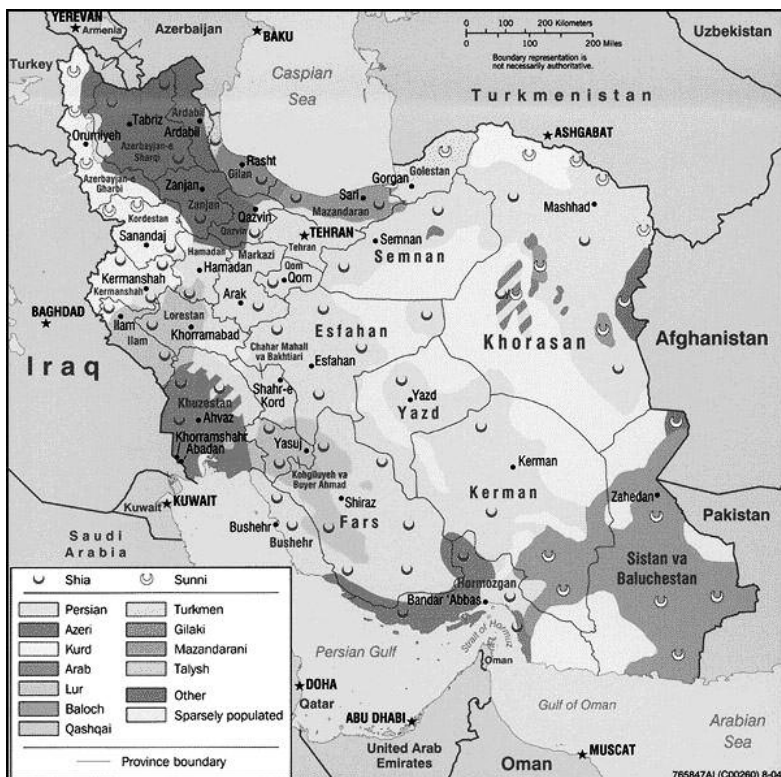 YEREVAN
Armenia
Azerbaijan
BAKU
Turkey
Caspian
Sea
0 100 200 Kilometers
0 100 200 Miles
Boundary representation is
not necessarily authoritative.
Uzbekistan
Turkmenistan
ASHGABAT
Tabriz
Ardabil
Ardabil
Orumiyeh
Azarbayjan-e
Sharqi
Azerbayjan-e
Gharbi
Rasht
Gilan
Zanjan
Zanjan
Qazvin
Qazvin
Sari
Mazandaran
Gorgan
Golestan
Mashhad
Kordestan
Sanandaj
TEHRAN
Tehran
Semnan
Semnan
Hamadan
Hamadan
Markazi
Qom
Qom
Kermanshah
Kermanshah
Arak
BAGHDAD
Ilam
Ilam
Lorestan
Khorramabad
Esfahan
Esfahan
Khorasan
Afghanistan
Iraq
Chahar Mahall
va Bakhtiari
Shahr-e
Kord
Yazd
Yazd
Khuzestan
Ahvaz
Khorramshahr
Abadan
Yasuj
Kohgiluyeh va
Buyer Ahmad
Kerman
Kerman
Zahedan
Kuwait
KUWAIT
Shiraz
Fars
Pakistan
Saudi
Arabia
Bushehr
Bushehr
Sistan va
Baluchestan
Hormozgan
Bandar 'Abbas
Strait of Hormuz
Oman
Persian Gulf
DOHA
Qatar
ABU DHABI
United Arab
Emirates
Gulf of Oman
Arabian
Sea
Oman
MUSCAT
Shia
Sunni
Persian
Azeri
Kurd
Arab
Lur
Baloch
Qashqai
Turkmen
Gilaki
Mazandarani
Talysh
Other
Sparsely populated
Province boundary